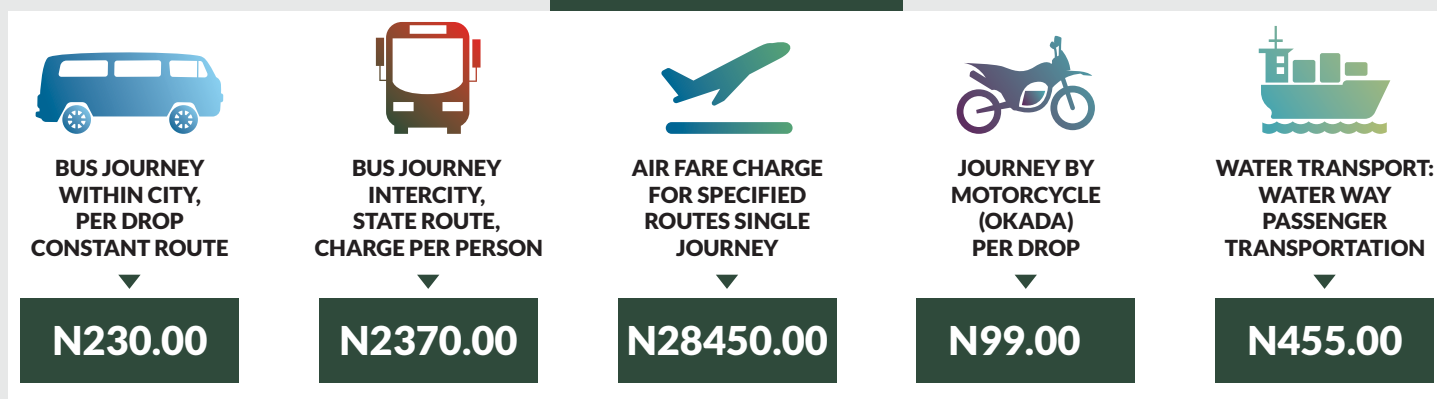 BUS JOURNEY
WITHIN CITY,
PER DROP
CONSTANT ROUTE
N230.00
BUS JOURNEY
INTERCITY,
STATE ROUTE,
CHARGE PER PERSON
N2370.00
AIR FARE CHARGE
FOR SPECIFIED
ROUTES SINGLE
JOURNEY
N28450.00
JOURNEY BY
MOTORCYCLE
(OKADA)
PER DROP
N99.00
WATER TRANSPORT:
WATER WAY
PASSENGER
TRANSPORTATION
N455.00